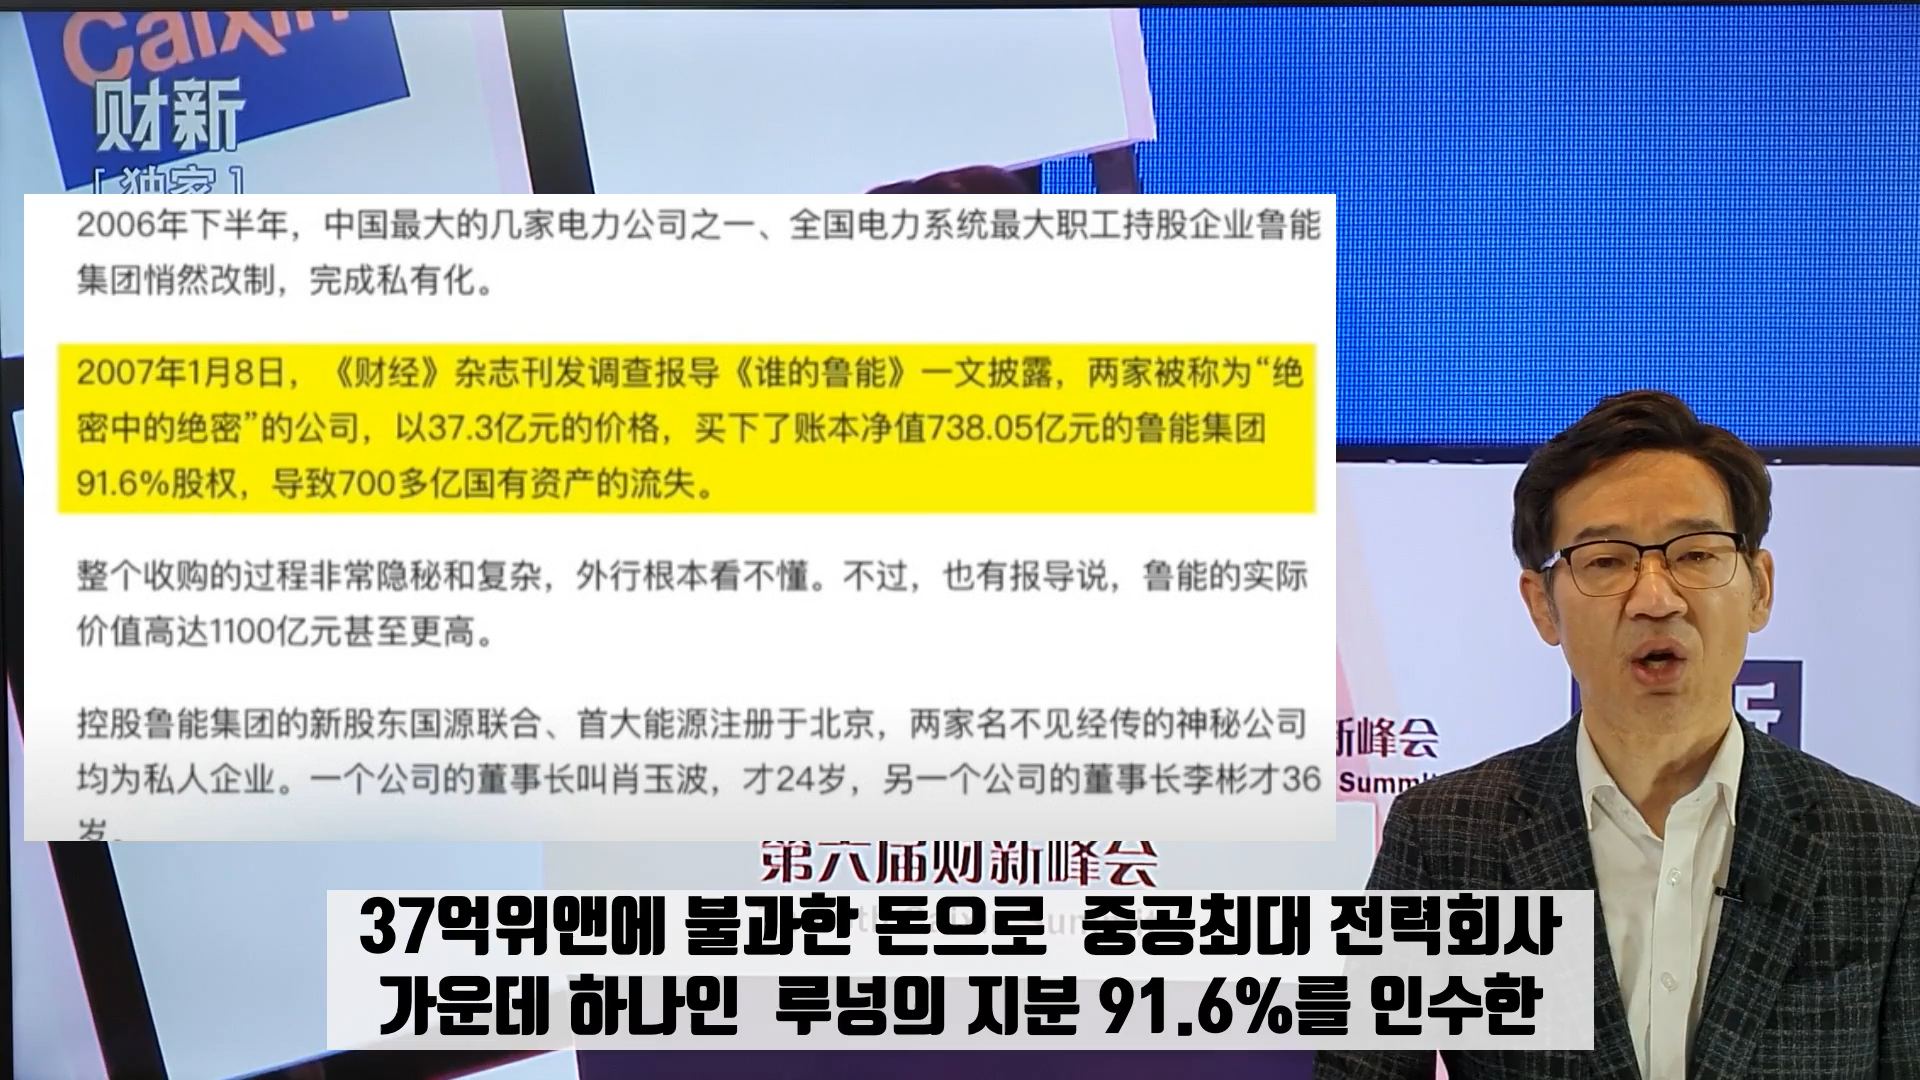 Caixin
财新
[独家]
2006年下半年，中国最大的几家电力公司之一、全国电力系统最大职工持股企业鲁能
集团悄然改制，完成私有化。
2007年1月8日，《财经》杂志刊发调查报导《谁的鲁能》一文披露，两家被称为“绝
密中的绝密”的公司，以37.3亿元的价格，买下了账本净值738.05亿元的鲁能集团
91.6%股权，导致700多亿国有资产的流失。
整个收购的过程非常隐秘和复杂，外行根本看不懂。不过，也有报导说，鲁能的实际
价值高达1100亿元甚至更高。
控股鲁能集团的新股东国源联合、首大能源注册于北京，两家名不见经传的神秘公司
均为私人企业。一个公司的董事长叫肖玉波，才24岁，另一个公司的董事长李彬才36
岁。
新峰会
Summit
第六届财新峰会
37억위앤에 불과한 돈으로 중공최대 전력회사
가운데 하나인 루넝의 지분 91.6%를 인수한